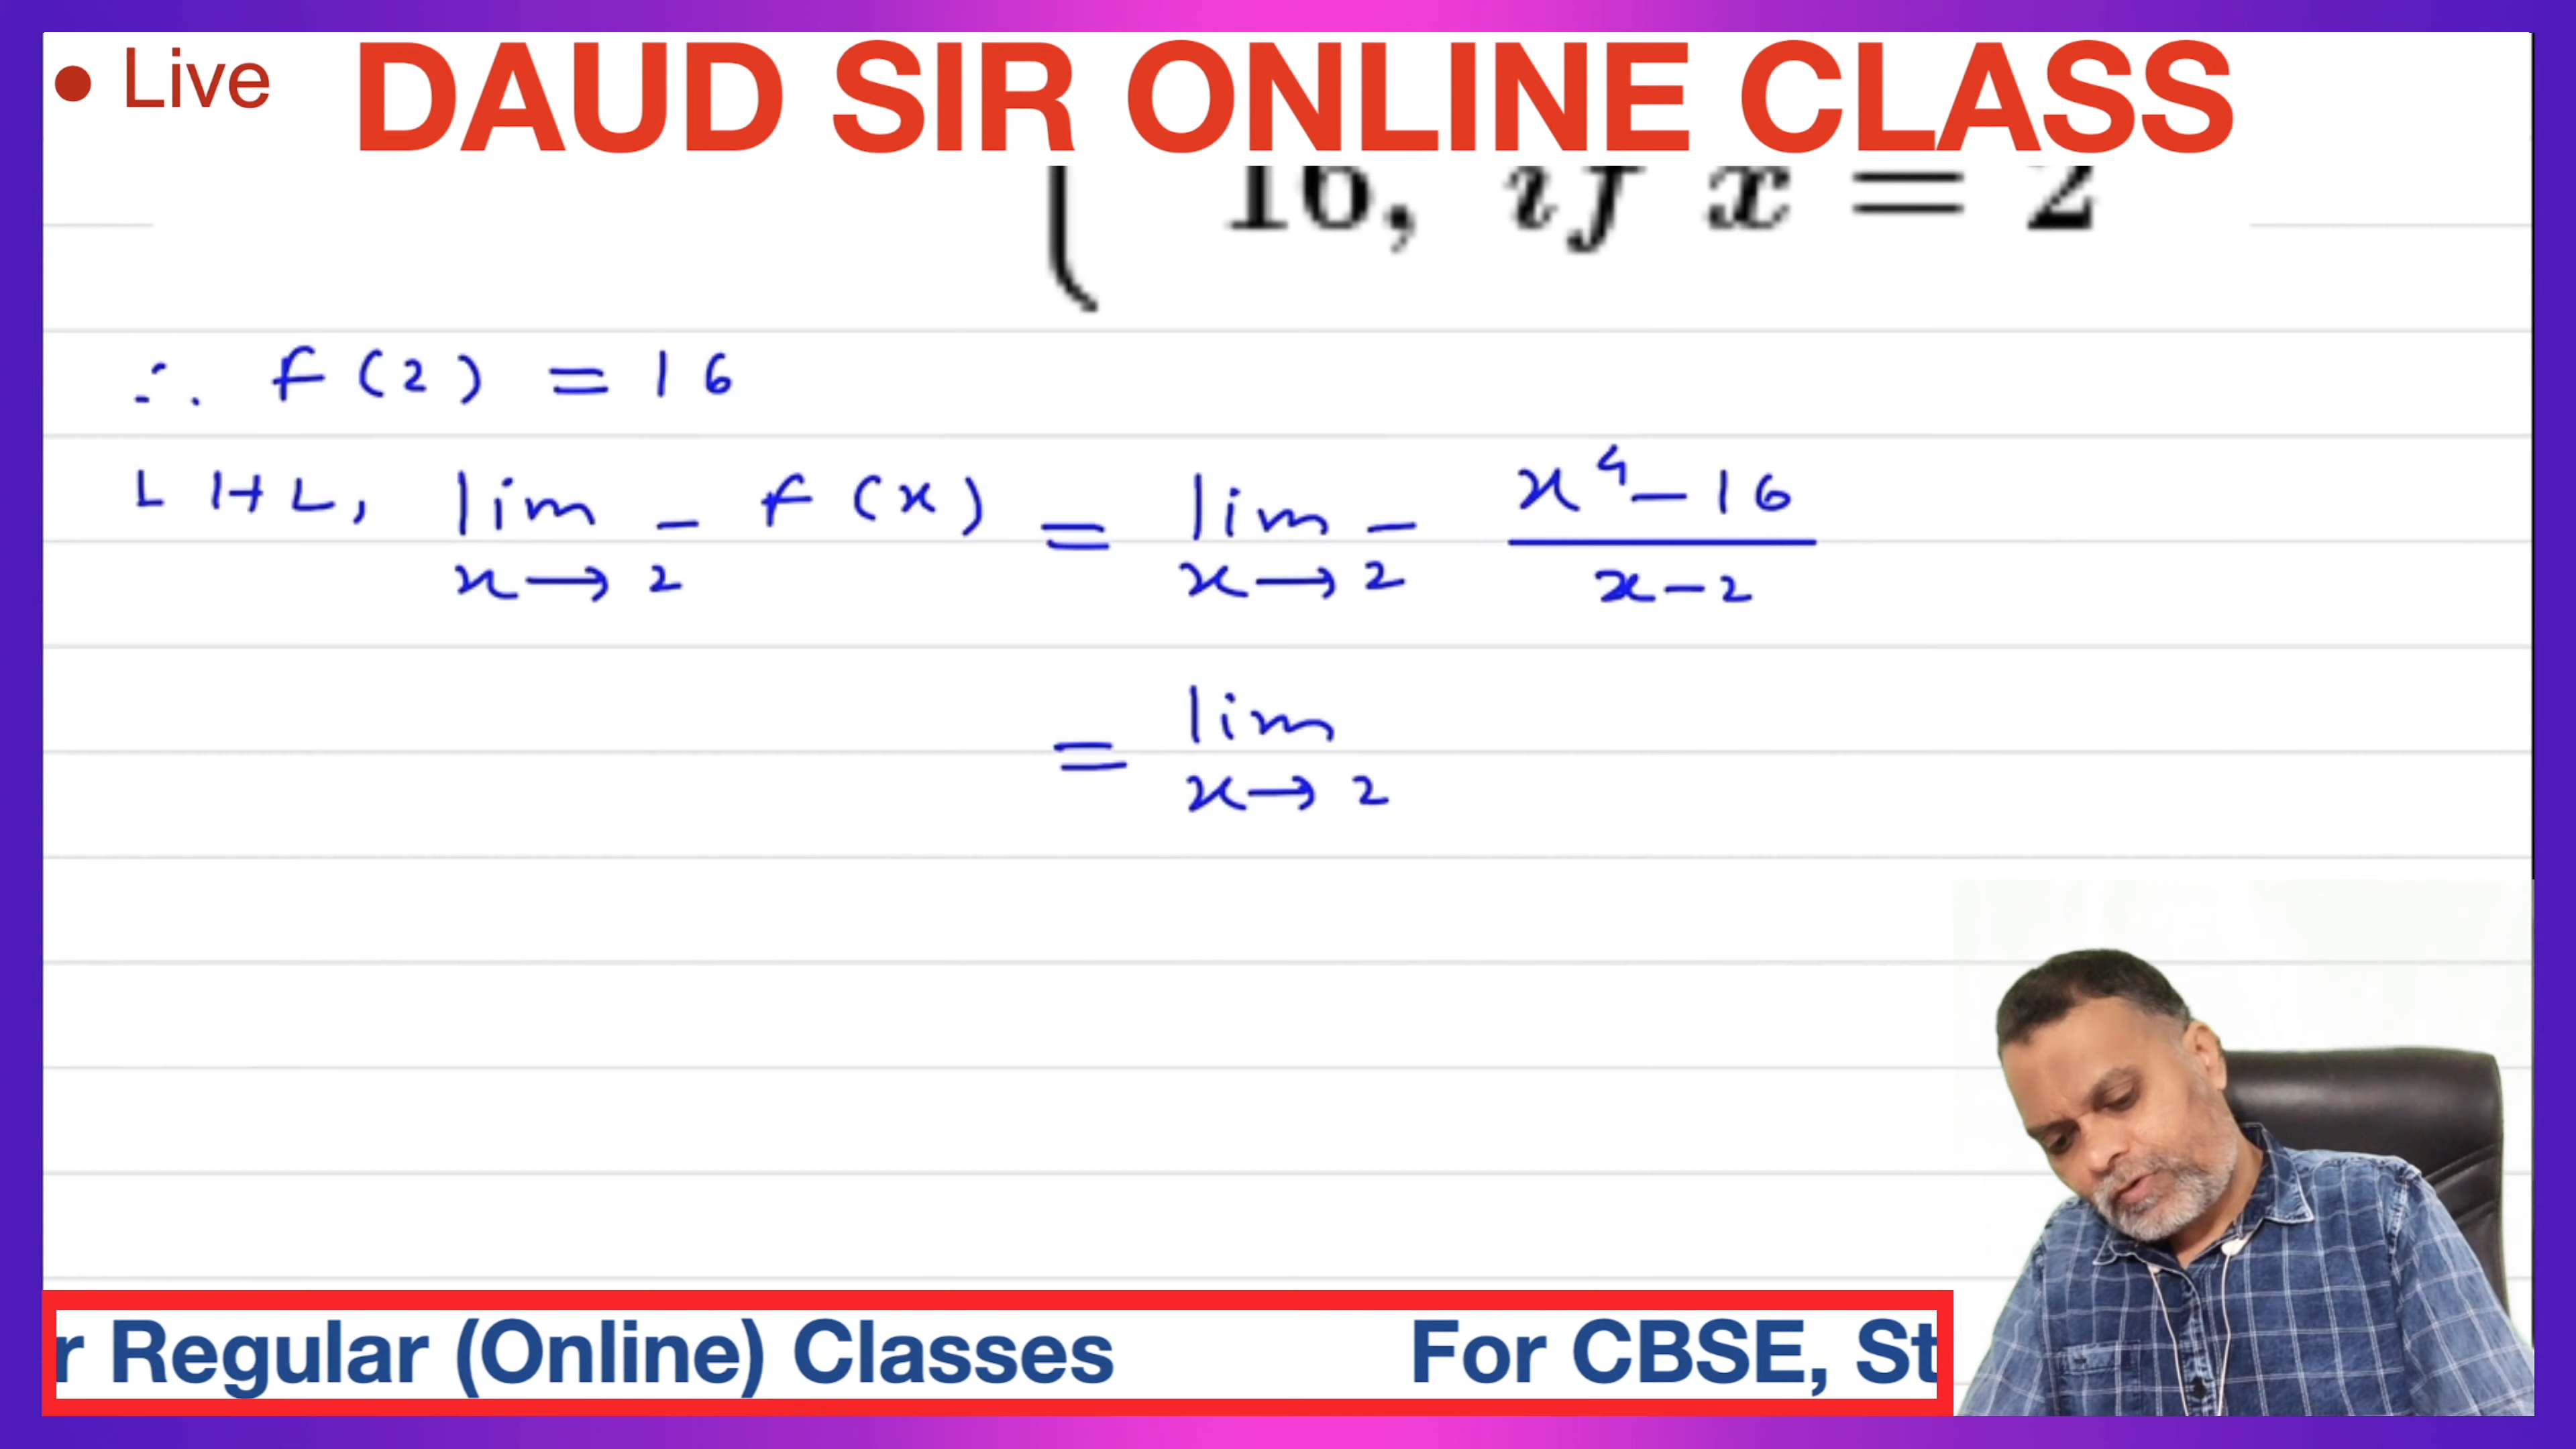 • Live DAUD SIR ONLINE CLASS
16, if x = 2
∴ f(2) = 16
LHL, lim x→2⁻ f(x) = lim x→2⁻ (x⁴ − 16)/(x − 2)
= lim x→2
r Regular (Online) Classes For CBSE, St